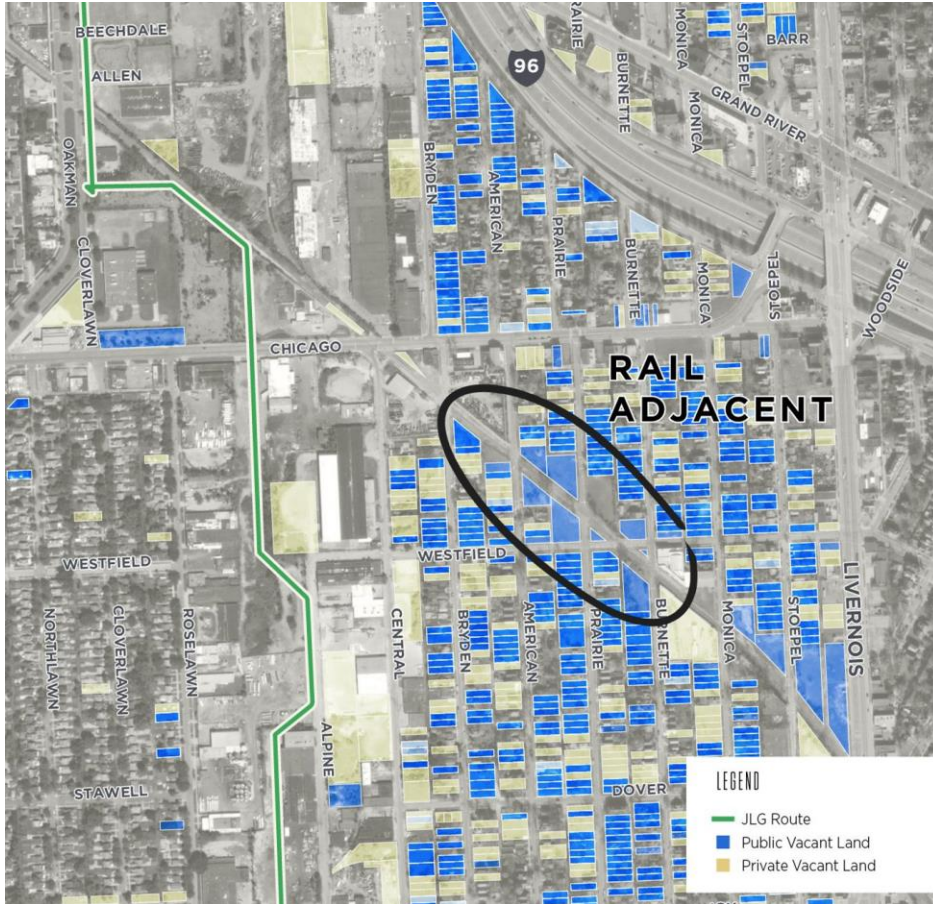 BEECHDALE
ALLEN
OAKMAN
CLOVERLAWN
96
BURNETTE
MONICA
STOEPEL
BARR
GRAND RIVER
MONICA
BRYDEN
AMERICAN
PRAIRIE
BURNETTE
MONICA
STOEPEL
WOODSIDE
CHICAGO
RAIL
ADJACENT
WESTFIELD
WESTFIELD
NORTHLAWN
CLOVERLAWN
ROSELAWN
CENTRAL
BRYDEN
AMERICAN
PRAIRIE
BURNETTE
MONICA
STOEPEL
LIVERNOIS
ALPINE
STAWELL
DOVER
LEGEND
JLG Route
Public Vacant Land
Private Vacant Land